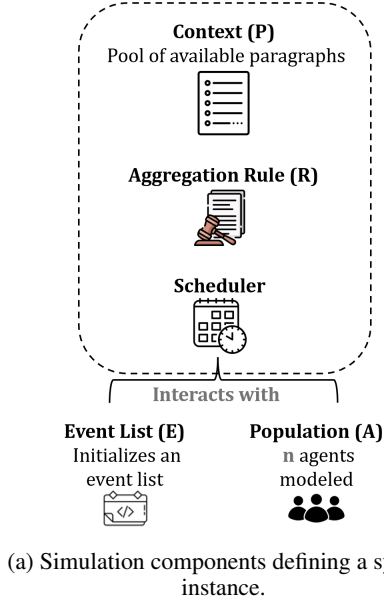 Context (P)
Pool of available paragraphs
Aggregation Rule (R)
Scheduler
Interacts with
Event List (E)
Initializes an
event list
Population (A)
n agents
modeled
(a) Simulation components defining a
instance.